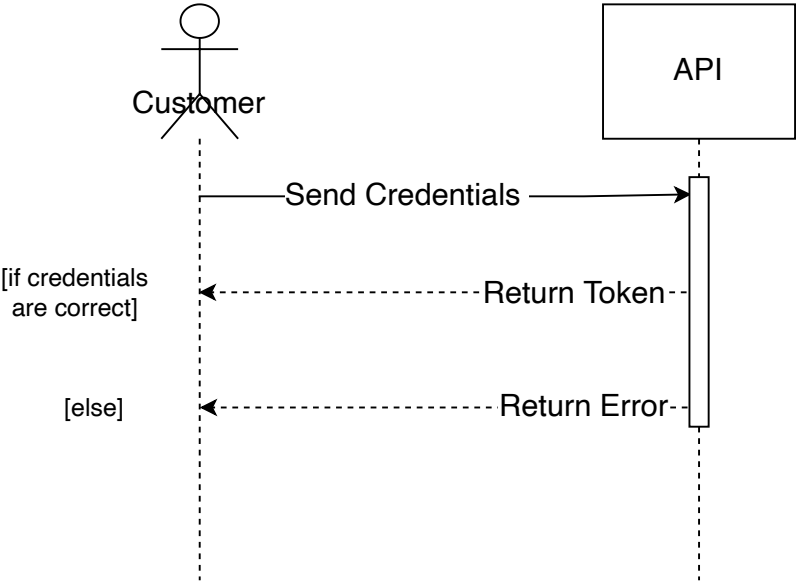 Customer
API
Send Credentials
[if credentials
are correct]
Return Token
[else]
Return Error